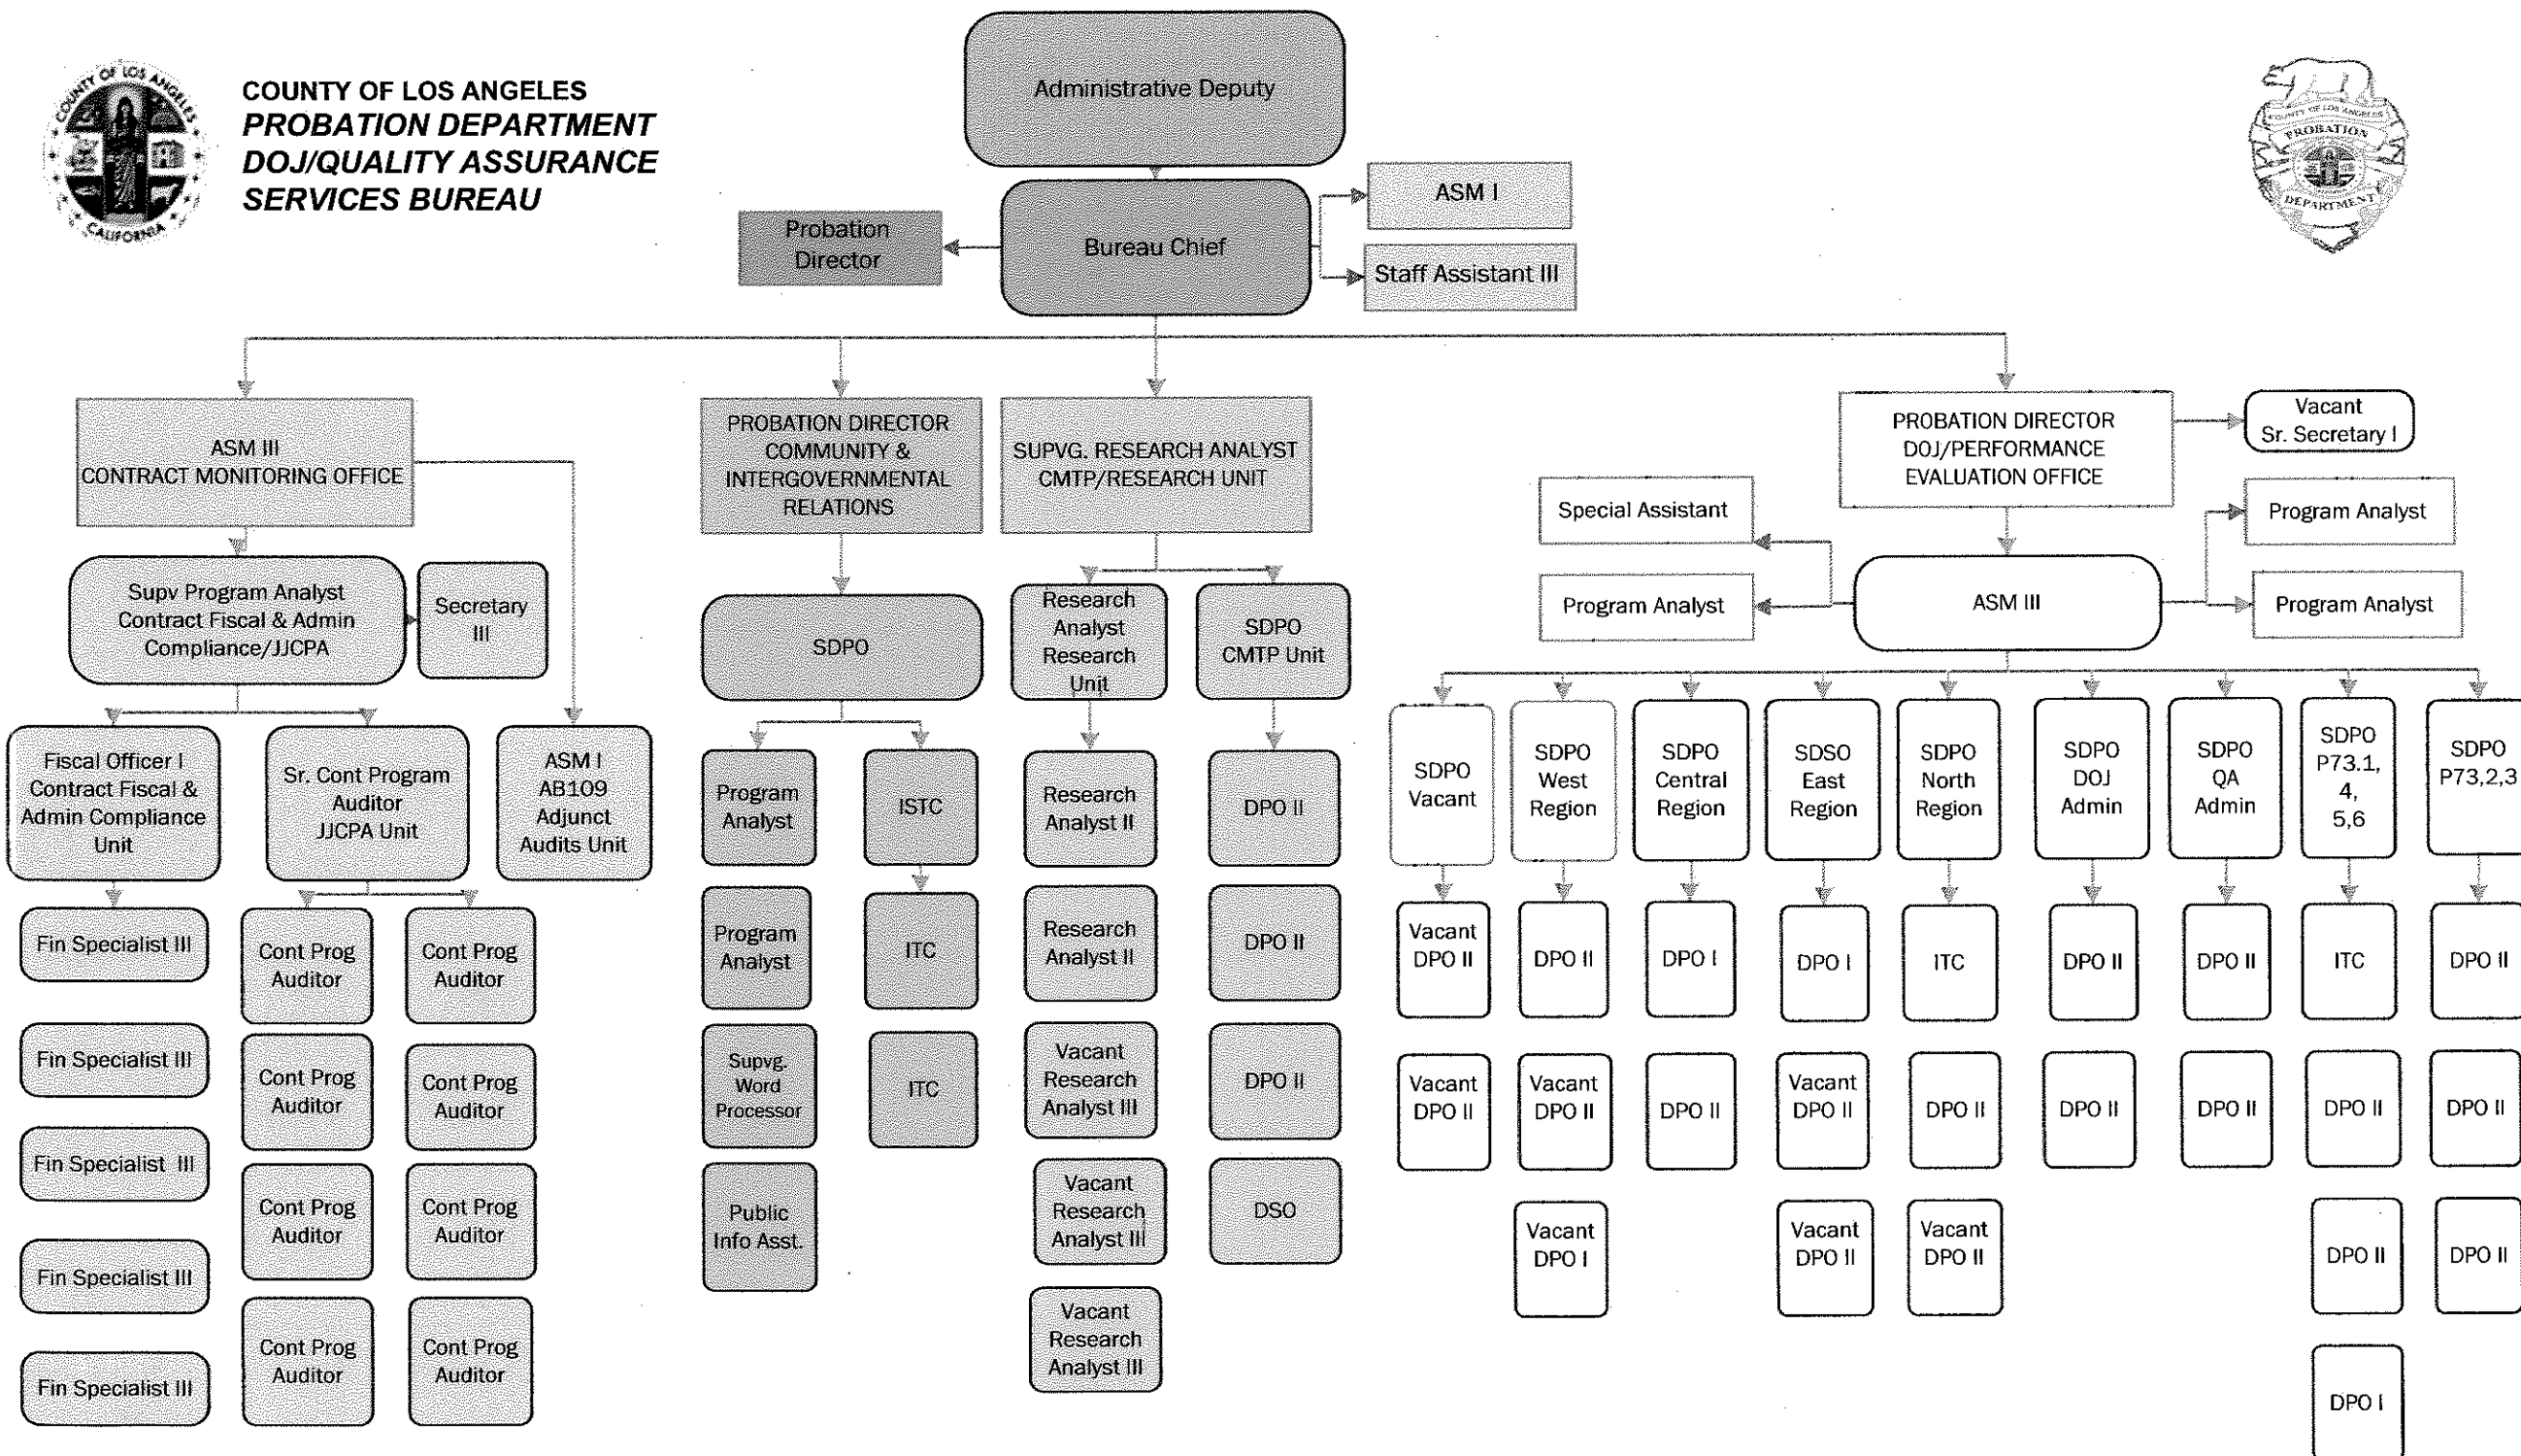 COUNTY OF LOS ANGELES
CALIFORNIA
COUNTY OF LOS ANGELES
PROBATION DEPARTMENT
DOJ/QUALITY ASSURANCE
SERVICES BUREAU
COUNTY OF LOS ANGELES
PROBATION
DEPARTMENT
Administrative Deputy
Probation
Director
Bureau Chief
ASM I
Staff Assistant III
ASM III
CONTRACT MONITORING OFFICE
PROBATION DIRECTOR
COMMUNITY &
INTERGOVERNMENTAL
RELATIONS
SUPVG. RESEARCH ANALYST
CMTP/RESEARCH UNIT
PROBATION DIRECTOR
DOJ/PERFORMANCE
EVALUATION OFFICE
Vacant
Sr. Secretary I
Special Assistant
Program Analyst
ASM III
Program Analyst
Program Analyst
Supv Program Analyst
Contract Fiscal & Admin
Compliance/JJCPA
Secretary
III
SDPO
Research
Analyst
Research
Unit
SDPO
CMTP Unit
Fiscal Officer I
Contract Fiscal &
Admin Compliance
Unit
Sr. Cont Program
Auditor
JJCPA Unit
ASM I
AB109
Adjunct
Audits Unit
Fin Specialist III
Fin Specialist III
Fin Specialist III
Fin Specialist III
Fin Specialist III
Cont Prog
Auditor
Cont Prog
Auditor
Cont Prog
Auditor
Cont Prog
Auditor
Cont Prog
Auditor
Cont Prog
Auditor
Cont Prog
Auditor
Cont Prog
Auditor
Program
Analyst
Program
Analyst
Supvg.
Word
Processor
Public
Info Asst.
ISTC
ITC
ITC
Research
Analyst II
Research
Analyst II
Vacant
Research
Analyst III
Vacant
Research
Analyst III
Vacant
Research
Analyst III
DPO II
DPO II
DPO II
DSO
SDPO
Vacant
Vacant
DPO II
Vacant
DPO II
SDPO
West
Region
DPO II
Vacant
DPO II
Vacant
DPO I
SDPO
Central
Region
DPO I
DPO II
SDSO
East
Region
DPO I
Vacant
DPO II
Vacant
DPO II
SDPO
North
Region
ITC
DPO II
Vacant
DPO II
SDPO
DOJ
Admin
DPO II
DPO II
SDPO
QA
Admin
DPO II
DPO II
SDPO
P73.1,
4,
5,6
ITC
DPO II
DPO II
DPO I
SDPO
P73,2,3
DPO II
DPO II
DPO II